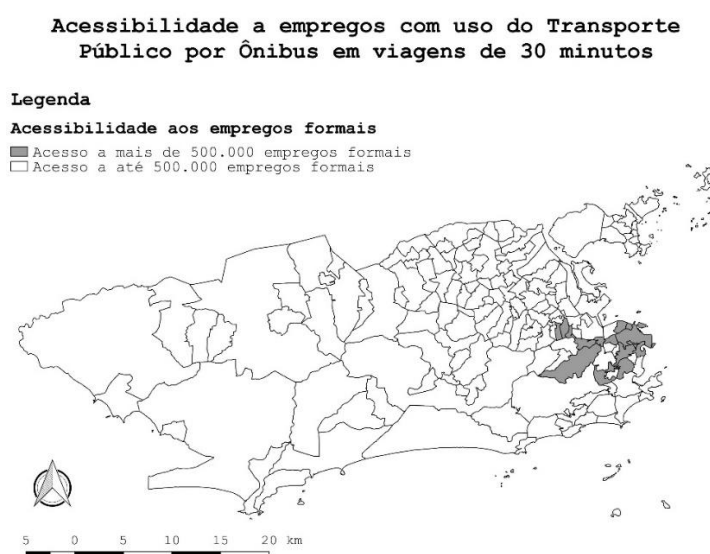 Acessibilidade a empregos com uso do Transporte
Público por Ônibus em viagens de 30 minutos
Legenda
Acessibilidade aos empregos formais
Acesso a mais de 500.000 empregos formais
Acesso a até 500.000 empregos formais
5 0 5 10 15 20 km